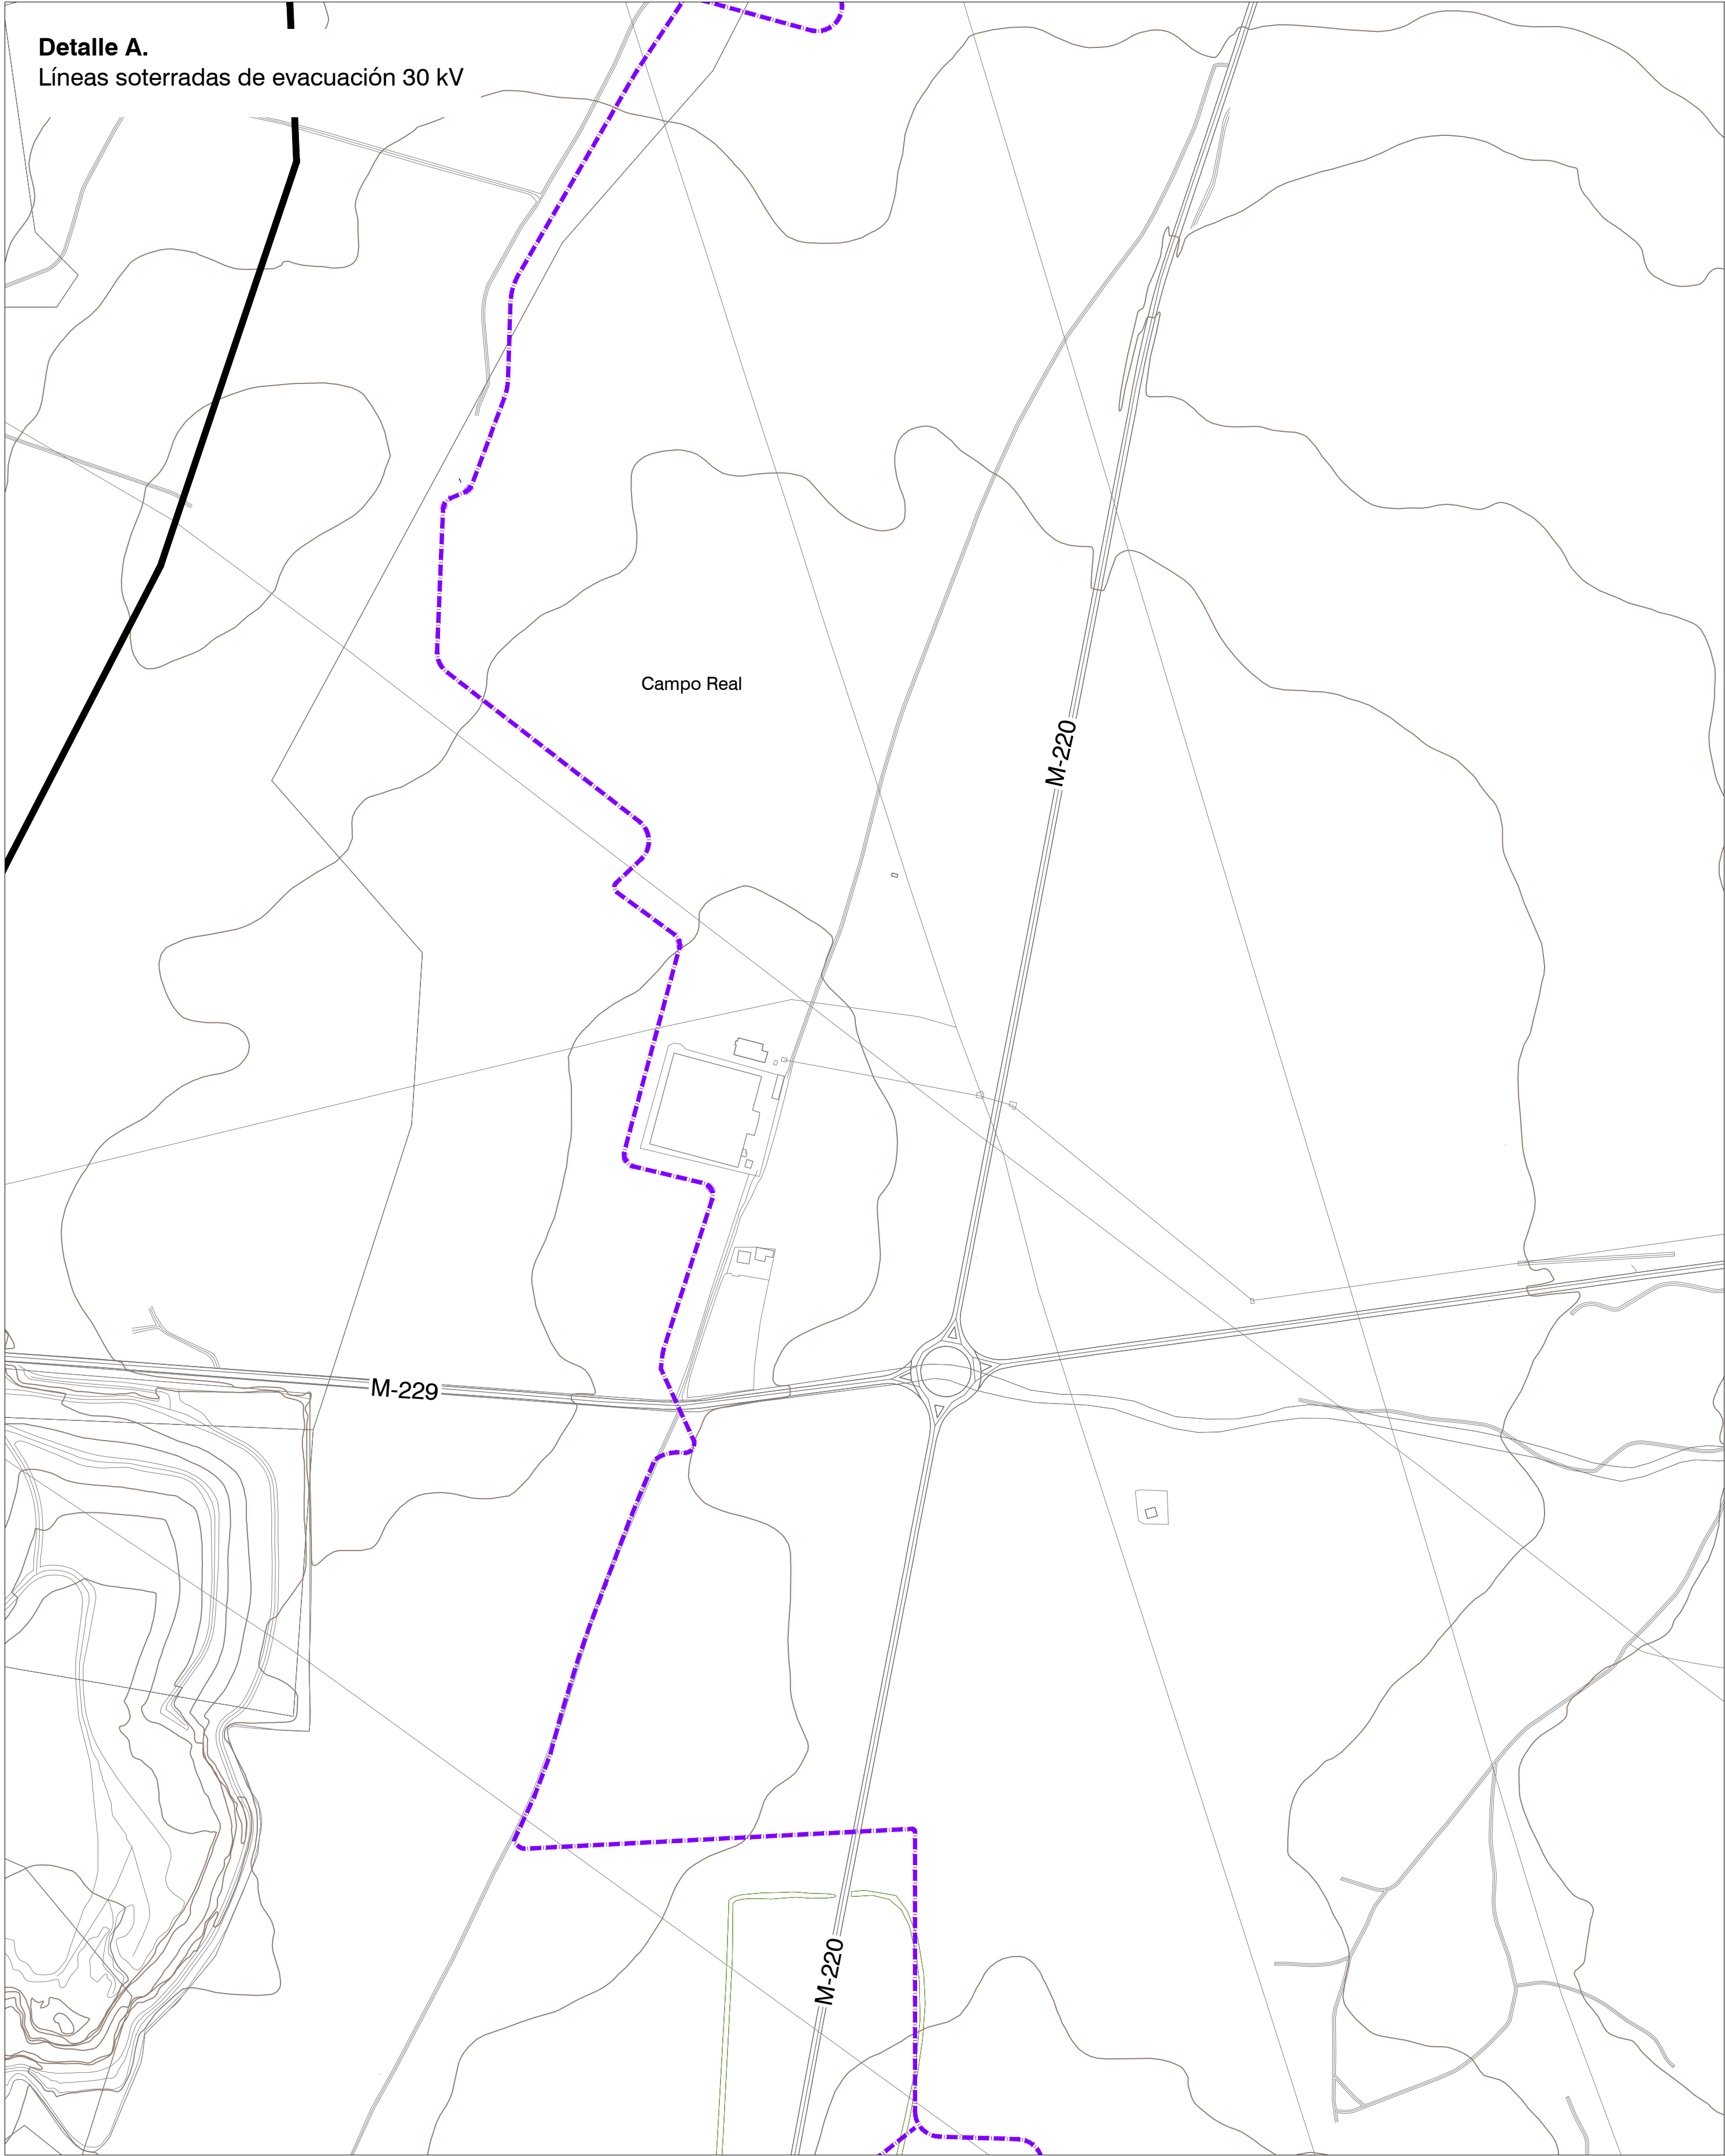 Detalle A.
Líneas soterradas de evacuación 30 kV
Campo Real
M-220
M-229
M-220